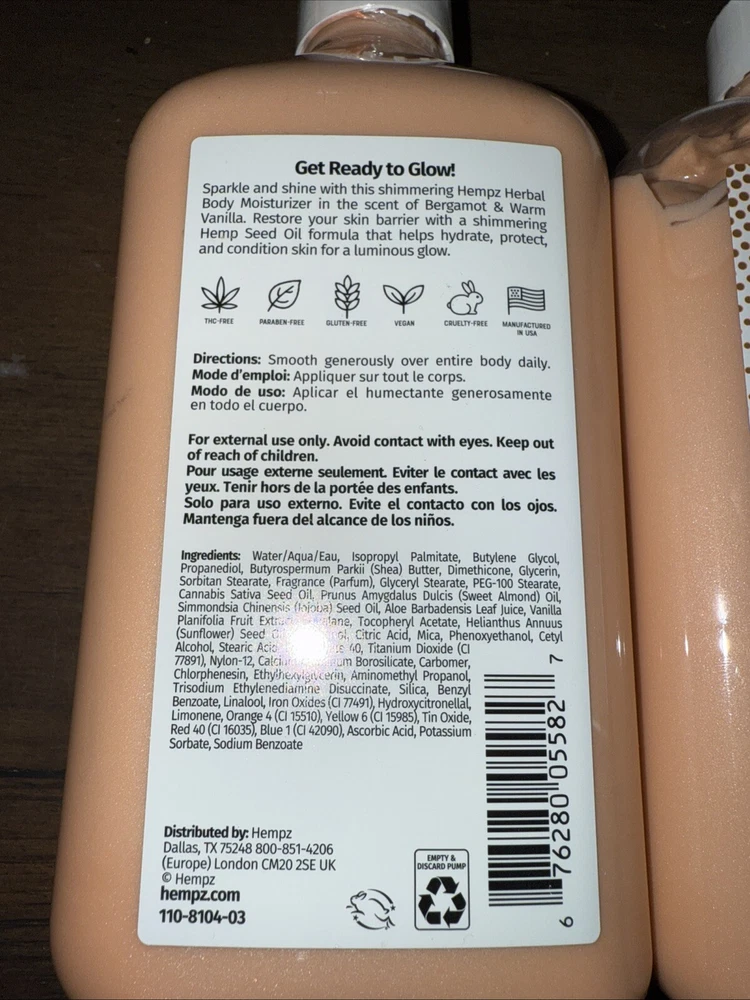 Get Ready to Glow!
Sparkle and shine with this shimmering Hempz Herbal
Body Moisturizer in the scent of Bergamot & Warm
Vanilla. Restore your skin barrier with a shimmering
Hemp Seed Oil formula that helps hydrate, protect,
and condition skin for a luminous glow.
THC-FREE PARABEN-FREE GLUTEN-FREE VEGAN CRUELTY-FREE MANUFACTURED
IN USA
Directions: Smooth generously over entire body daily.
Mode d'emploi: Appliquer sur tout le corps.
Modo de uso: Aplicar el humectante generosamente
en todo el cuerpo.
For external use only. Avoid contact with eyes. Keep out
of reach of children.
Pour usage externe seulement. Eviter le contact avec les
yeux. Tenir hors de la portée des enfants.
Solo para uso externo. Evite el contacto con los ojos.
Mantenga fuera del alcance de los niños.
Ingredients: Water/Aqua/Eau, Isopropyl Palmitate, Butylene Glycol,
Propanediol, Butyrospermum Parkii (Shea) Butter, Dimethicone, Glycerin,
Sorbitan Stearate, Fragrance (Parfum), Glyceryl Stearate, PEG-100 Stearate,
Cannabis Sativa Seed Oil, Prunus Amygdalus Dulcis (Sweet Almond) Oil,
Simmondsia Chinensis (Jojoba) Seed Oil, Aloe Barbadensis Leaf Juice, Vanilla
Planifolia Fruit Tocopheryl Acetate, Helianthus Annuus
(Sunflower) Seed Citric Acid, Mica, Phenoxyethanol, Cetyl
Alcohol, Stearic 40, Titanium Dioxide (CI
77891), Nylon-12, Borosilicate, Carbomer,
Chlorphenesin, Ethylhexylglycerin, Aminomethyl Propanol,
Trisodium Ethylenediamine Disuccinate, Silica, Benzyl
Benzoate, Linalool, Iron Oxides (CI 77491), Hydroxycitronellal,
Limonene, Orange 4 (CI 15510), Yellow 6 (CI 15985), Tin Oxide,
Red 40 (CI 16035), Blue 1 (CI 42090), Ascorbic Acid, Potassium
Sorbate, Sodium Benzoate
Distributed by: Hempz
Dallas, TX 75248 800-851-4206
(Europe) London CM20 2SE UK
© Hempz
hempz.com
110-8104-03
EMPTY &
DISCARD PUMP
6 76280 05582 7